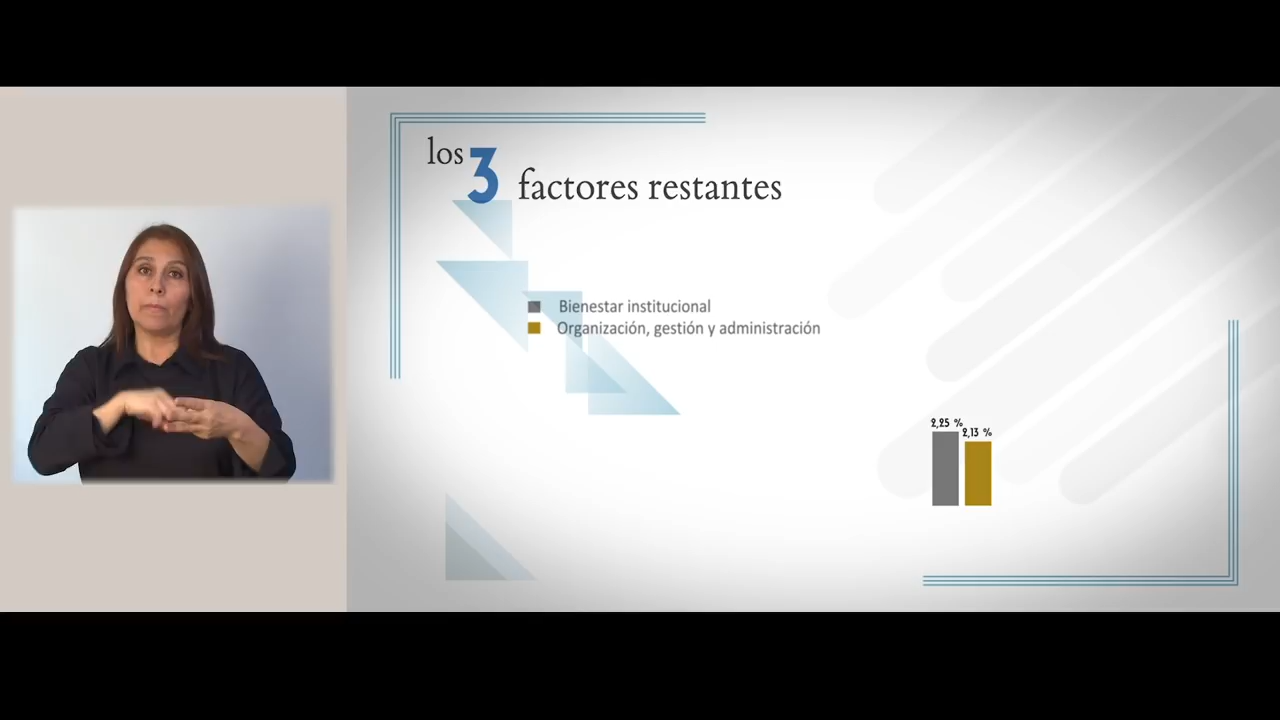 los 3 factores restantes
Bienestar institucional
Organización, gestión y administración
2,25 %
2,13 %